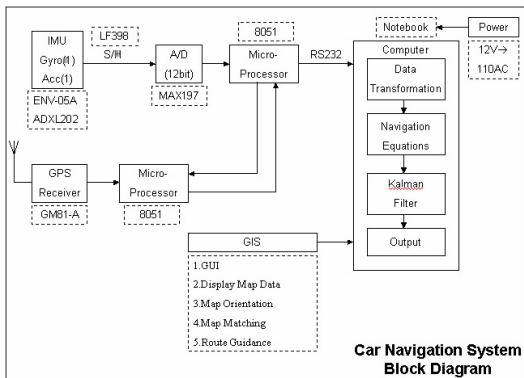 IMU
Gyro(1)
Acc(1)
ENV-05A
ADXL202
LF398
S/H
A/D
(12bit)
MAX197
8051
Micro-
Processor
RS232
Notebook
Power
12V→
110AC
Computer
Data
Transformation
Navigation
Equations
Kalman
Filter
Output
GPS
Receiver
GM81-A
Micro-
Processor
8051
GIS
1.GUI
2.Display Map Data
3.Map Orientation
4.Map Matching
5.Route Guidance
Car Navigation System
Block Diagram